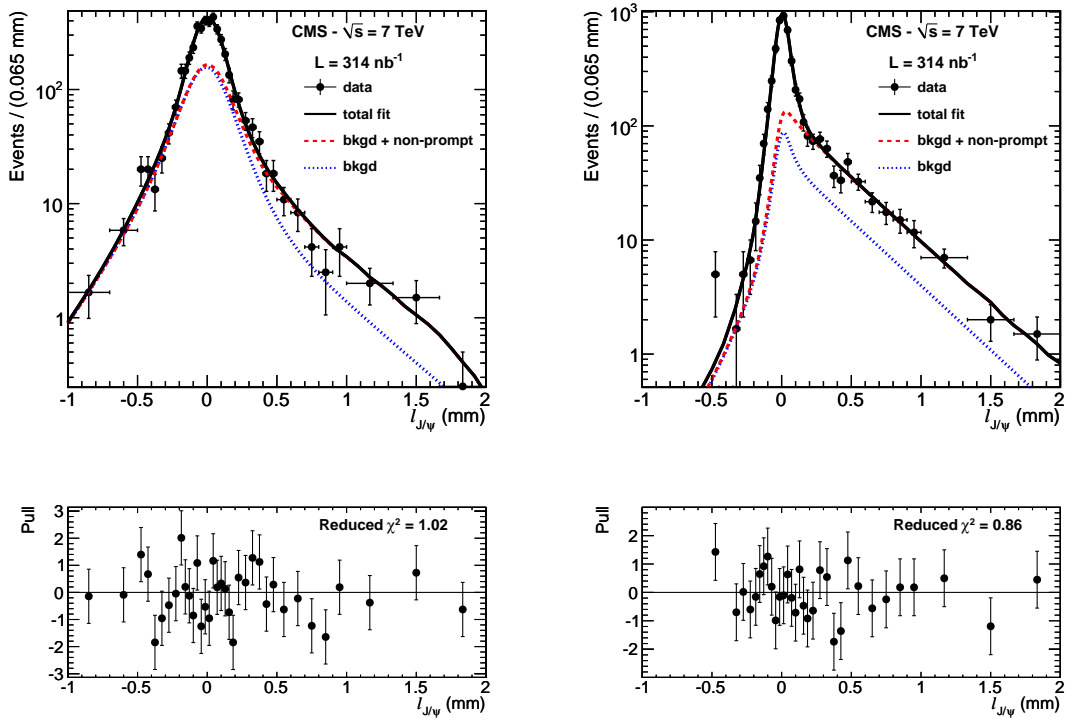 Events / (0.065 mm)
10²
10
1
CMS - √s = 7 TeV
L = 314 nb⁻¹
data
total fit
bkgd + non-prompt
bkgd
-1 -0.5 0 0.5 1 1.5 2
l_J/ψ (mm)
Events / (0.065 mm)
10³
10²
10
1
CMS - √s = 7 TeV
L = 314 nb⁻¹
data
total fit
bkgd + non-prompt
bkgd
-1 -0.5 0 0.5 1 1.5 2
l_J/ψ (mm)
Pull
3
2
1
0
-1
-2
-3
Reduced χ² = 1.02
-1 -0.5 0 0.5 1 1.5 2
l_J/ψ (mm)
Pull
3
2
1
0
-1
-2
Reduced χ² = 0.86
-1 -0.5 0 0.5 1 1.5 2
l_J/ψ (mm)